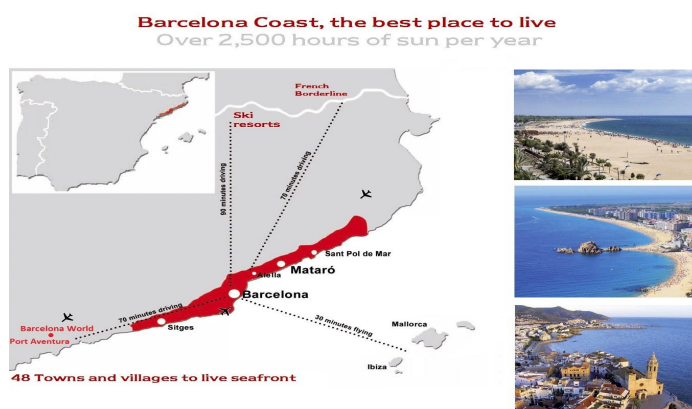 Barcelona Coast, the best place to live
Over 2,500 hours of sun per year
French
Borderline
Ski
resorts
90 minutes driving
70 minutes driving
Sant Pol de Mar
Mataró
Alella
Barcelona
70 minutes driving
Sitges
30 minutes flying
Barcelona World
Port Aventura
Mallorca
Ibiza
48 Towns and villages to live seafront